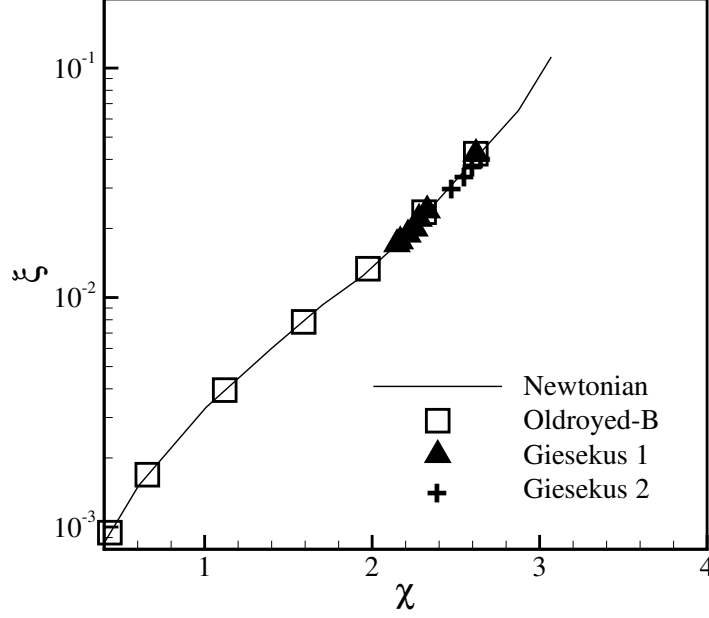 10-1
10-2
10-3
ξ
1
2
3
4
χ
Newtonian
Oldroyed-B
Giesekus 1
Giesekus 2